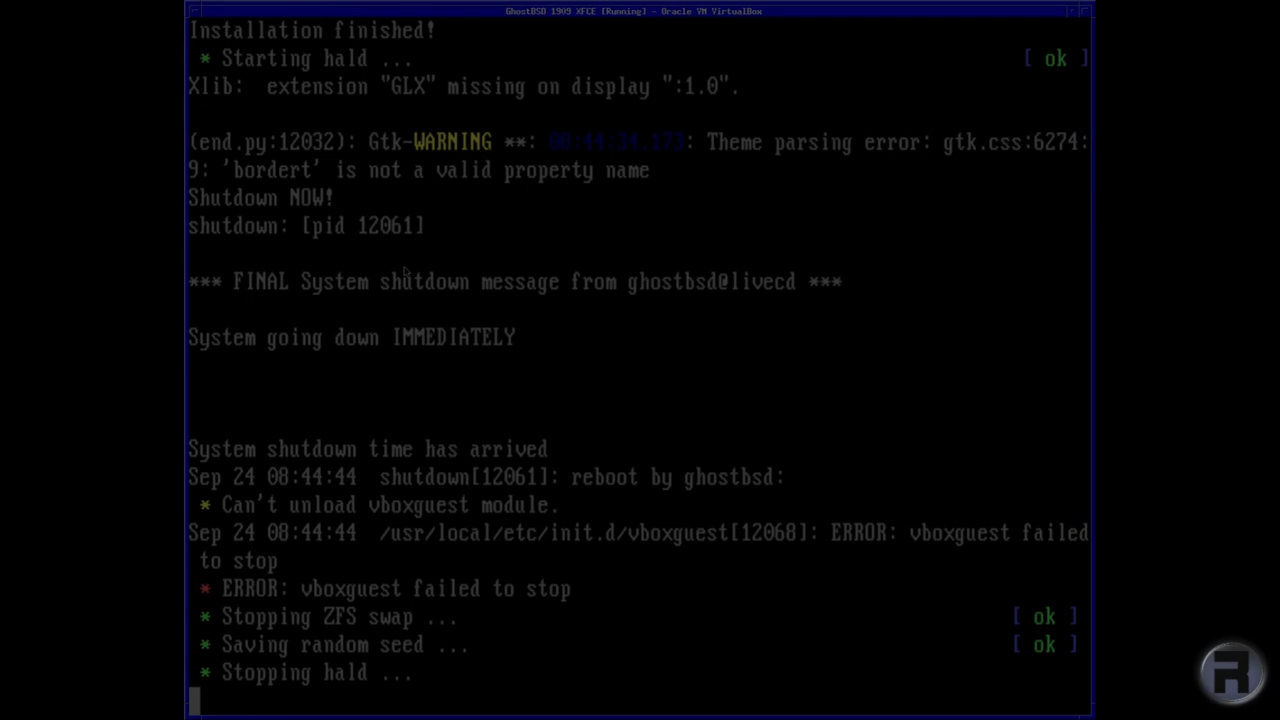 GhostBSD 1909 XFCE [Running] - Oracle VM VirtualBox
Installation finished!
* Starting hald ... [ ok ]
Xlib:  extension "GLX" missing on display ":1.0".
(end.py:12032): Gtk-WARNING **: 08:44:34.173: Theme parsing error: gtk.css:6274:
9: 'bordert' is not a valid property name
Shutdown NOW!
shutdown: [pid 12061]
*** FINAL System shutdown message from ghostbsd@livecd ***
System going down IMMEDIATELY
System shutdown time has arrived
Sep 24 08:44:44  shutdown[12061]: reboot by ghostbsd:
* Can't unload vboxguest module.
Sep 24 08:44:44  /usr/local/etc/init.d/vboxguest[12068]: ERROR: vboxguest failed
to stop
* ERROR: vboxguest failed to stop
* Stopping ZFS swap ... [ ok ]
* Saving random seed ... [ ok ]
* Stopping hald ...
R